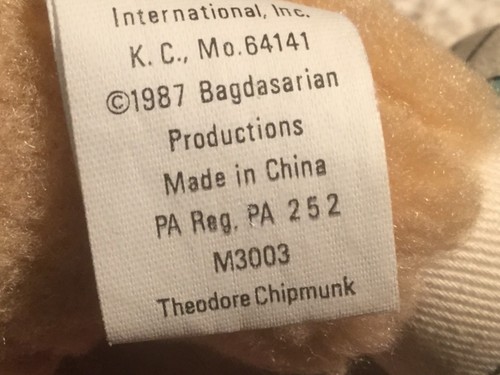 International, Inc.
K. C., Mo. 64141
©1987 Bagdasarian
Productions
Made in China
PA Reg. PA 252
M3003
Theodore Chipmunk